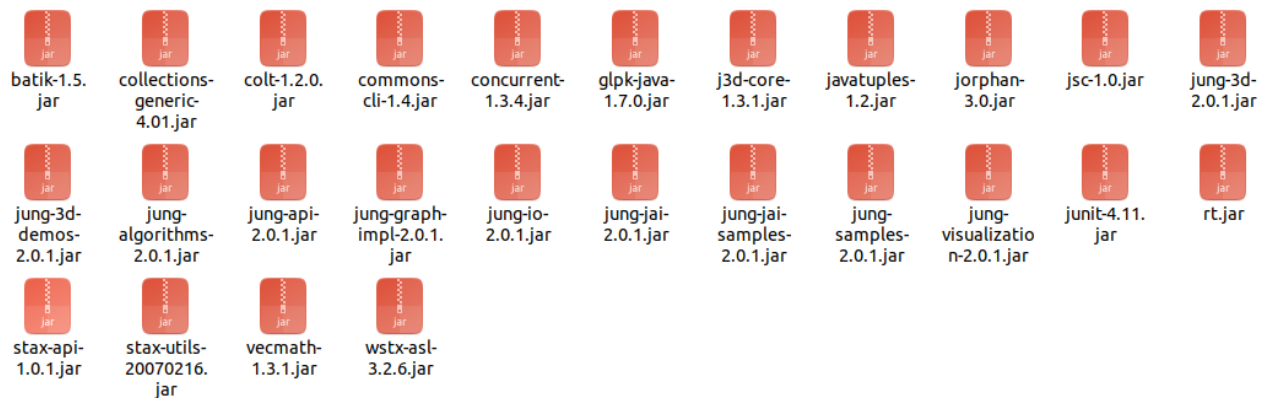 jar jar jar jar jar jar jar jar jar jar jar
batik-1.5. collections- colt-1.2.0. commons- concurrent- glpk-java- j3d-core- javatuples- jorphan- jsc-1.0.jar jung-3d-
jar generic- jar cli-1.4.jar 1.3.4.jar 1.7.0.jar 1.3.1.jar 1.2.jar 3.0.jar 2.0.1.jar
4.01.jar
jar jar jar jar jar jar jar jar jar jar jar
jung-3d- jung- jung-api- jung-graph- jung-io- jung-jai- jung-jai- jung- jung- junit-4.11. rt.jar
demos- algorithms- 2.0.1.jar impl-2.0.1. 2.0.1.jar 2.0.1.jar samples- samples- visualizatio jar
2.0.1.jar 2.0.1.jar jar 2.0.1.jar 2.0.1.jar n-2.0.1.jar
jar jar jar jar
stax-api- stax-utils- vecmath- wstx-asl-
1.0.1.jar 20070216. 1.3.1.jar 3.2.6.jar
jar